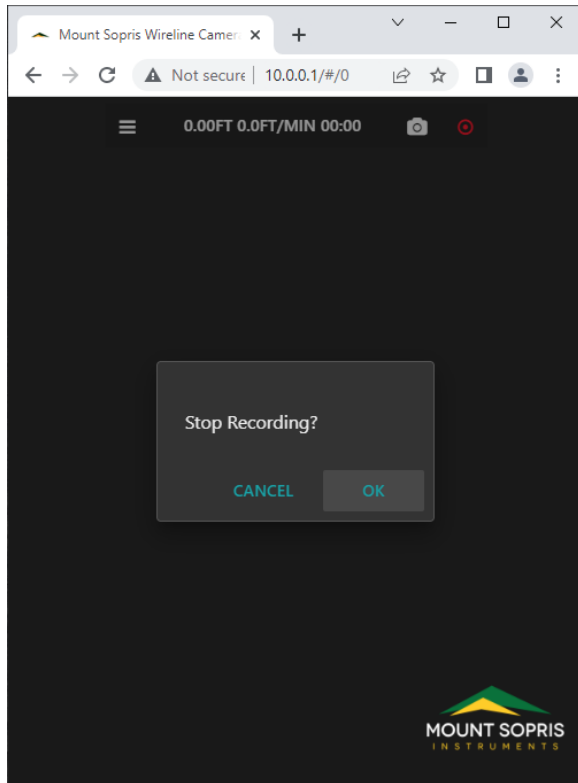 Mount Sopris Wireline Camer
Not secure 10.0.0.1/#/0
0.00FT 0.0FT/MIN 00:00
Stop Recording?
CANCEL OK
MOUNT SOPRIS
INSTRUMENTS